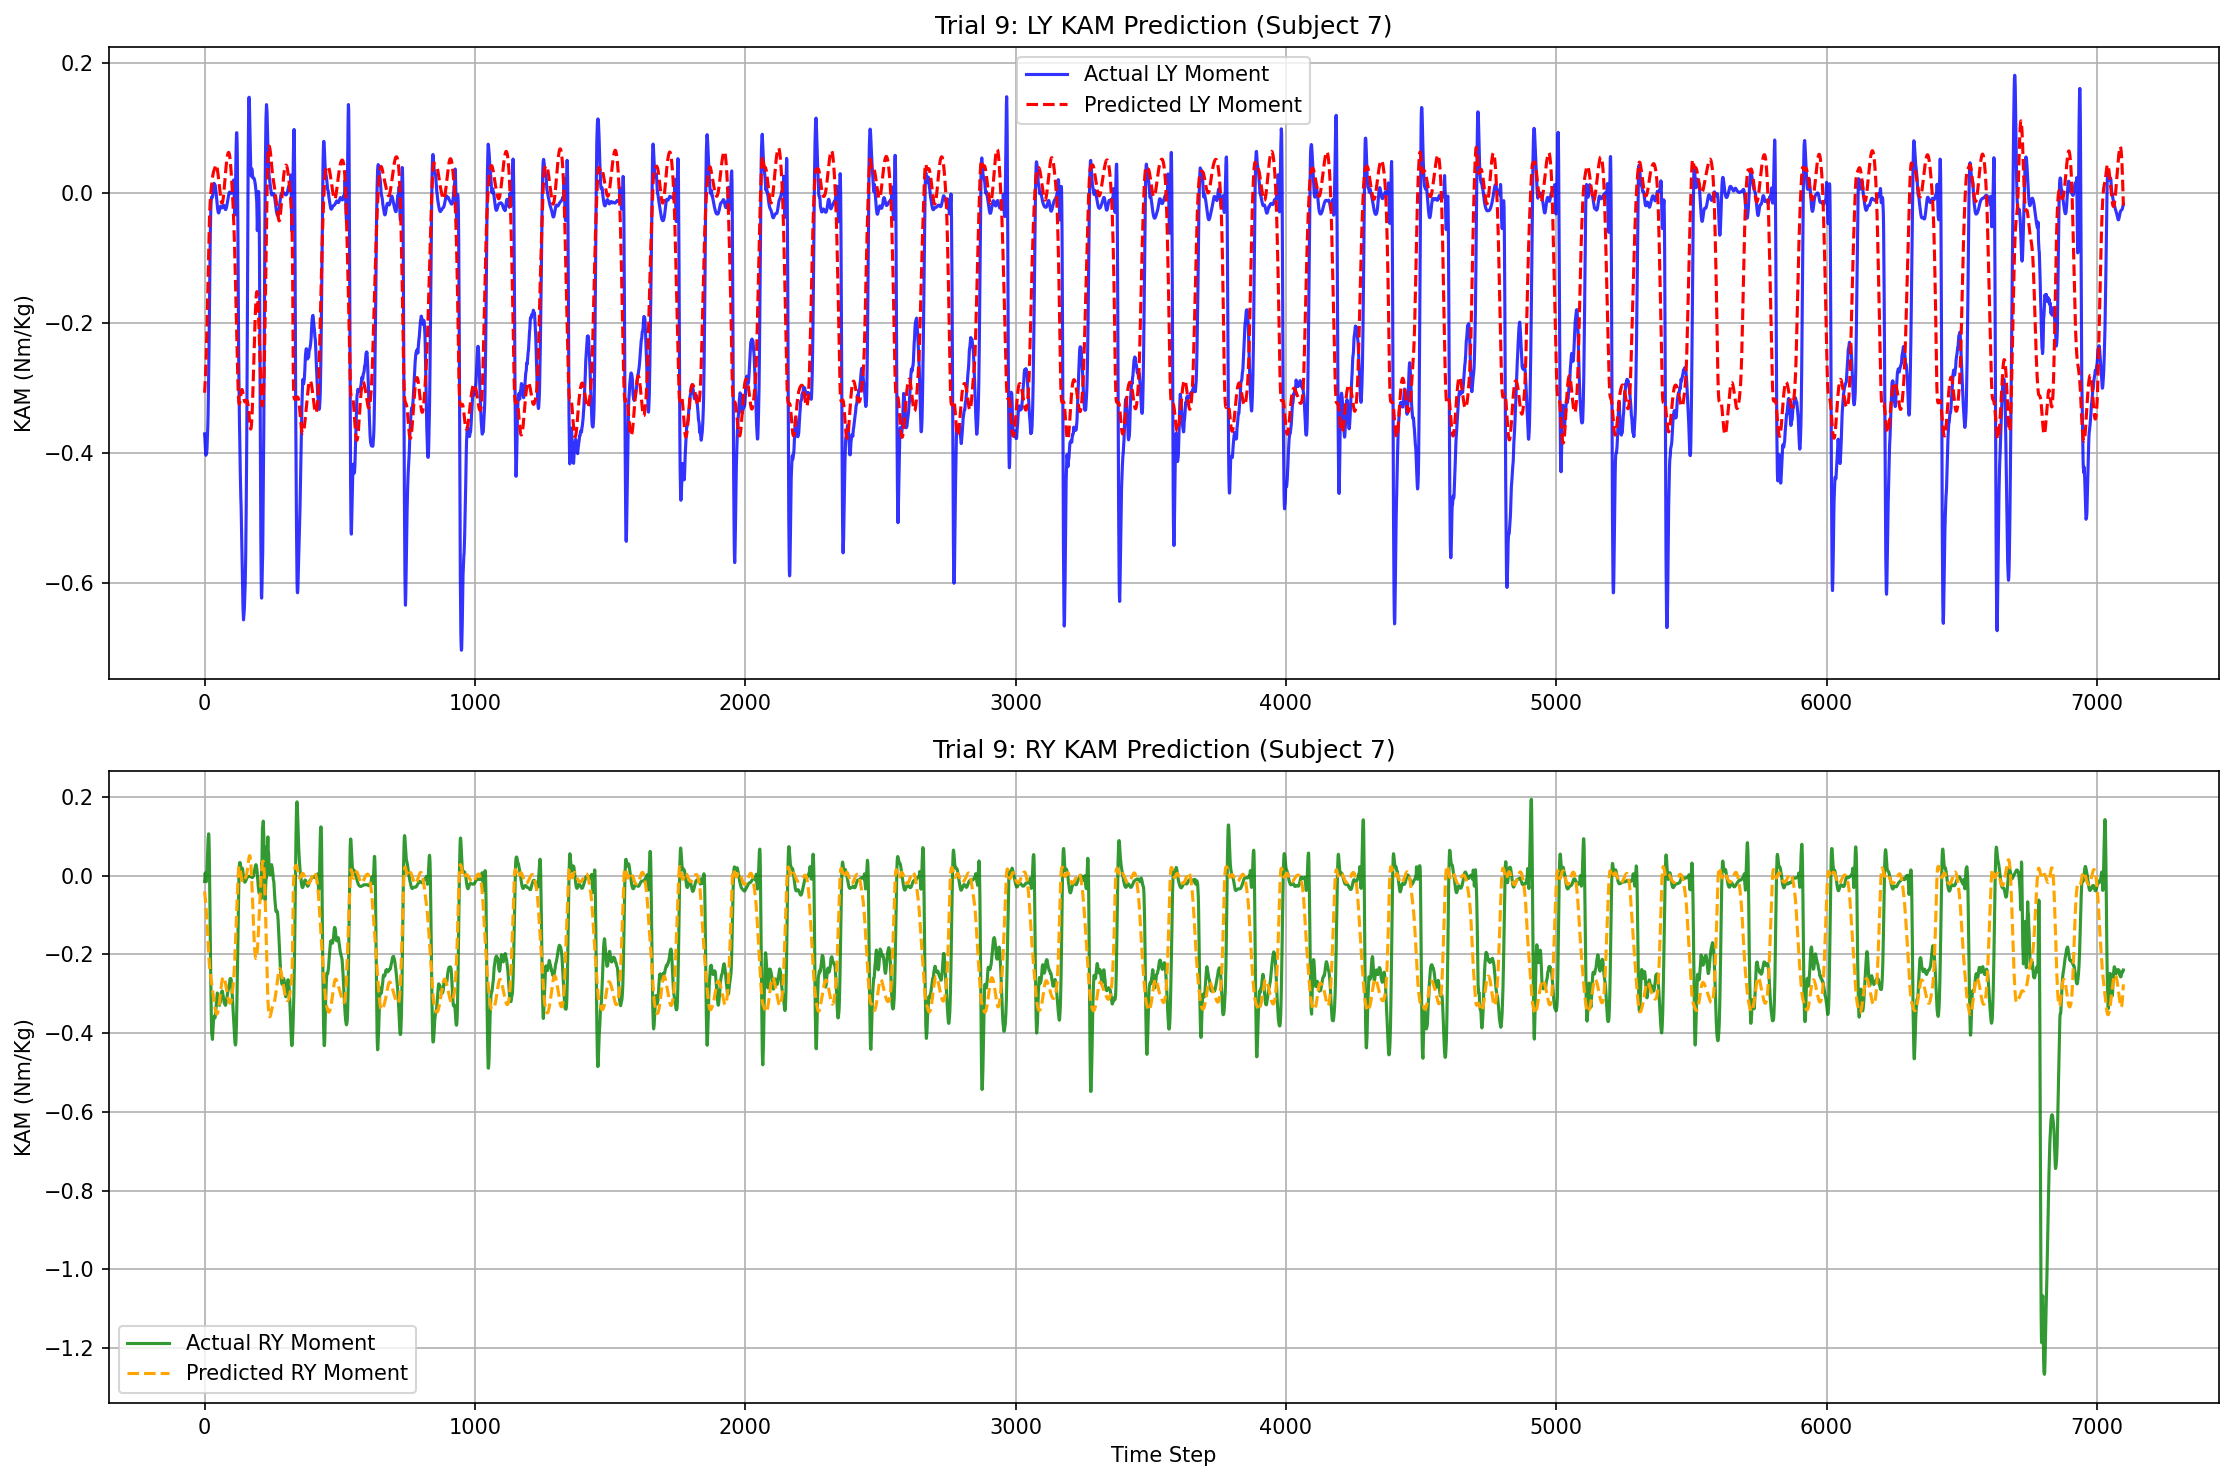 Trial 9: LY KAM Prediction (Subject 7)
Actual LY Moment
Predicted LY Moment
KAM (Nm/Kg)
0.2
0.0
−0.2
−0.4
−0.6
0 1000 2000 3000 4000 5000 6000 7000
Trial 9: RY KAM Prediction (Subject 7)
KAM (Nm/Kg)
0.2
0.0
−0.2
−0.4
−0.6
−0.8
−1.0
−1.2
Actual RY Moment
Predicted RY Moment
0 1000 2000 3000 4000 5000 6000 7000
Time Step